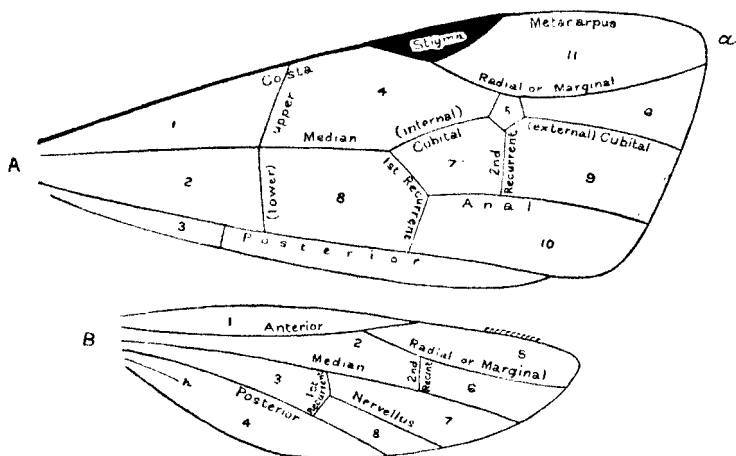 Metacarpus
α
Stigma
11
Costa
4
Radial or Marginal
6
5
1
upper
(internal)
Cubital
(external) Cubital
Median
A
7
2nd
Recurrent
9
2
(lower)
8
1st Recurrent
Anal
3
Posterior
10
1
Anterior
B
2
5
Radial or Marginal
Median
2nd
Recint
6
3
1st
Recurrent
h
Posterior
Nervellus
7
4
8